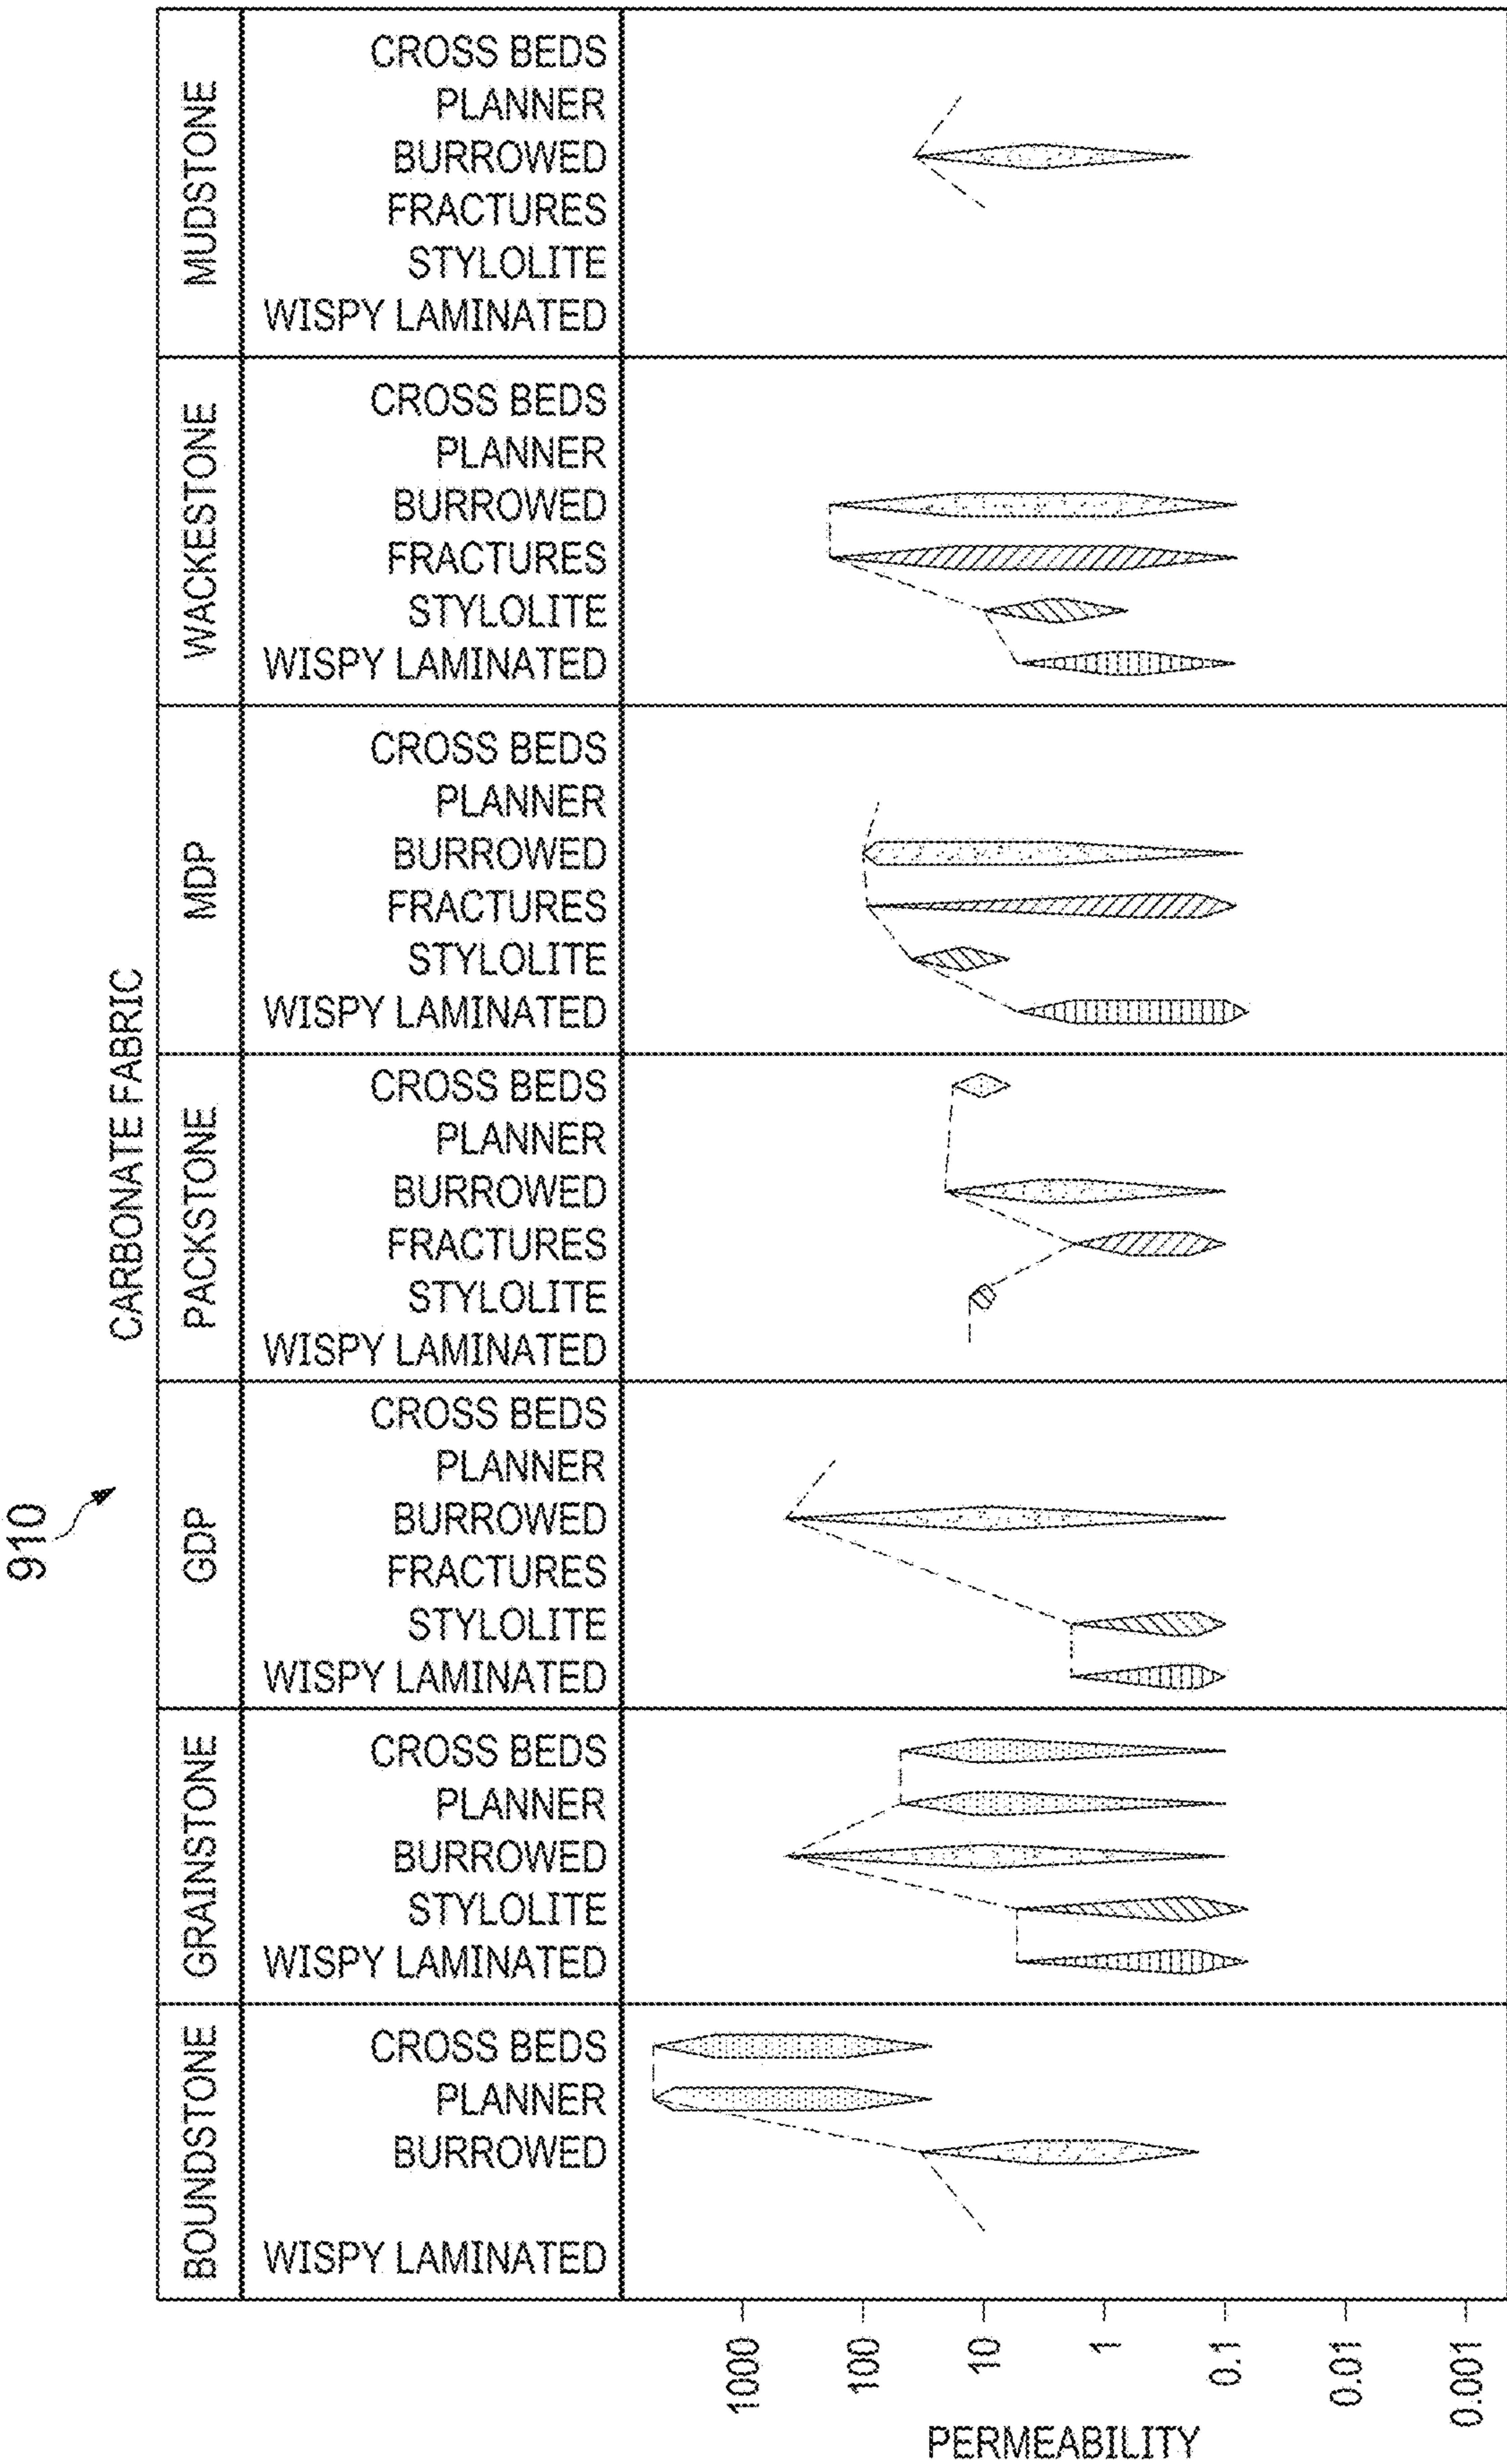 910
CARBONATE FABRIC
BOUNDSTONE
GRAINSTONE
GDP
PACKSTONE
MDP
WACKESTONE
MUDSTONE
WISPY LAMINATED
BURROWED
PLANNER
CROSS BEDS
WISPY LAMINATED
STYLOLITE
BURROWED
PLANNER
CROSS BEDS
WISPY LAMINATED
STYLOLITE
FRACTURES
BURROWED
PLANNER
CROSS BEDS
WISPY LAMINATED
STYLOLITE
FRACTURES
BURROWED
PLANNER
CROSS BEDS
WISPY LAMINATED
STYLOLITE
FRACTURES
BURROWED
PLANNER
CROSS BEDS
WISPY LAMINATED
STYLOLITE
FRACTURES
BURROWED
PLANNER
CROSS BEDS
WISPY LAMINATED
STYLOLITE
FRACTURES
BURROWED
PLANNER
CROSS BEDS
1000
100
10
1
0.1
0.01
0.001
PERMEABILITY